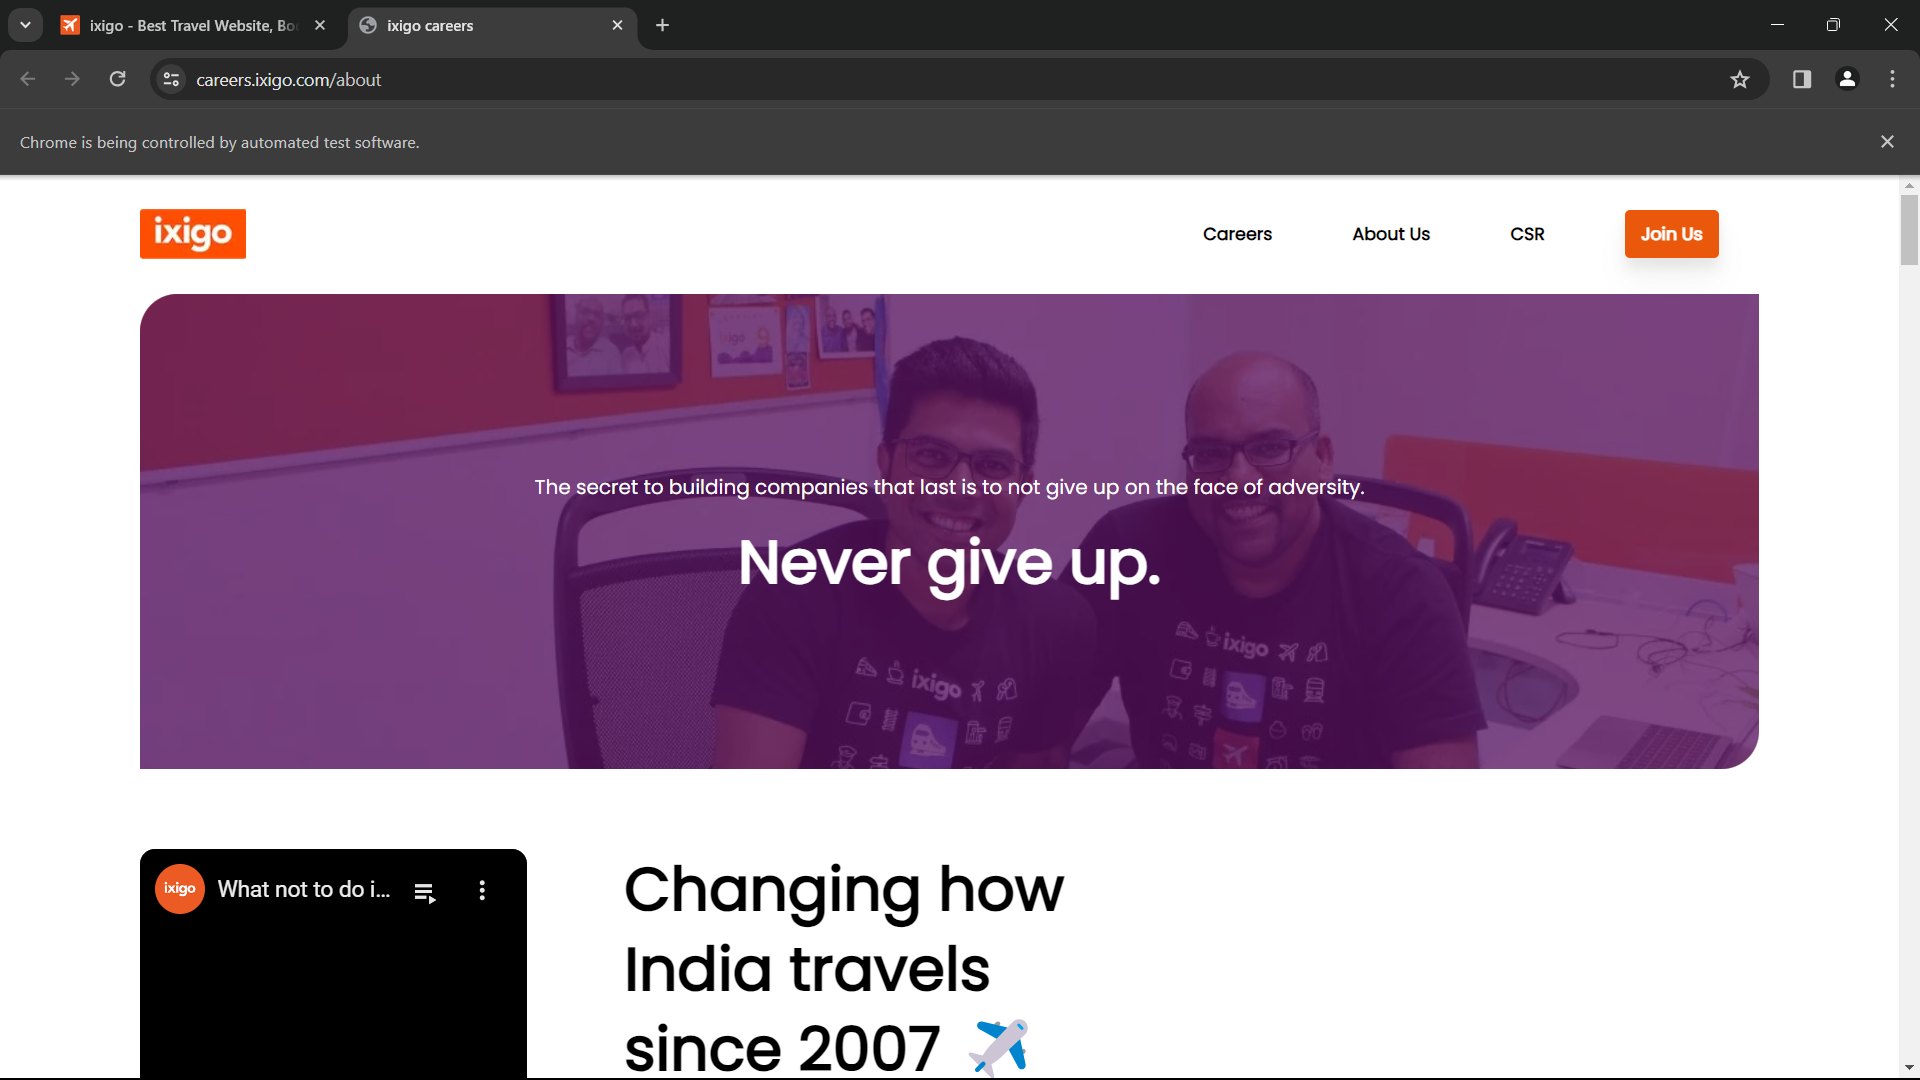 ixigo - Best Travel Website, Bo
ixigo careers
careers.ixigo.com/about
Chrome is being controlled by automated test software.
ixigo
Careers
About Us
CSR
Join Us
The secret to building companies that last is to not give up on the face of adversity.
Never give up.
ixigo
ixigo
ixigo
What not to do i...
Changing how
India travels
since 2007